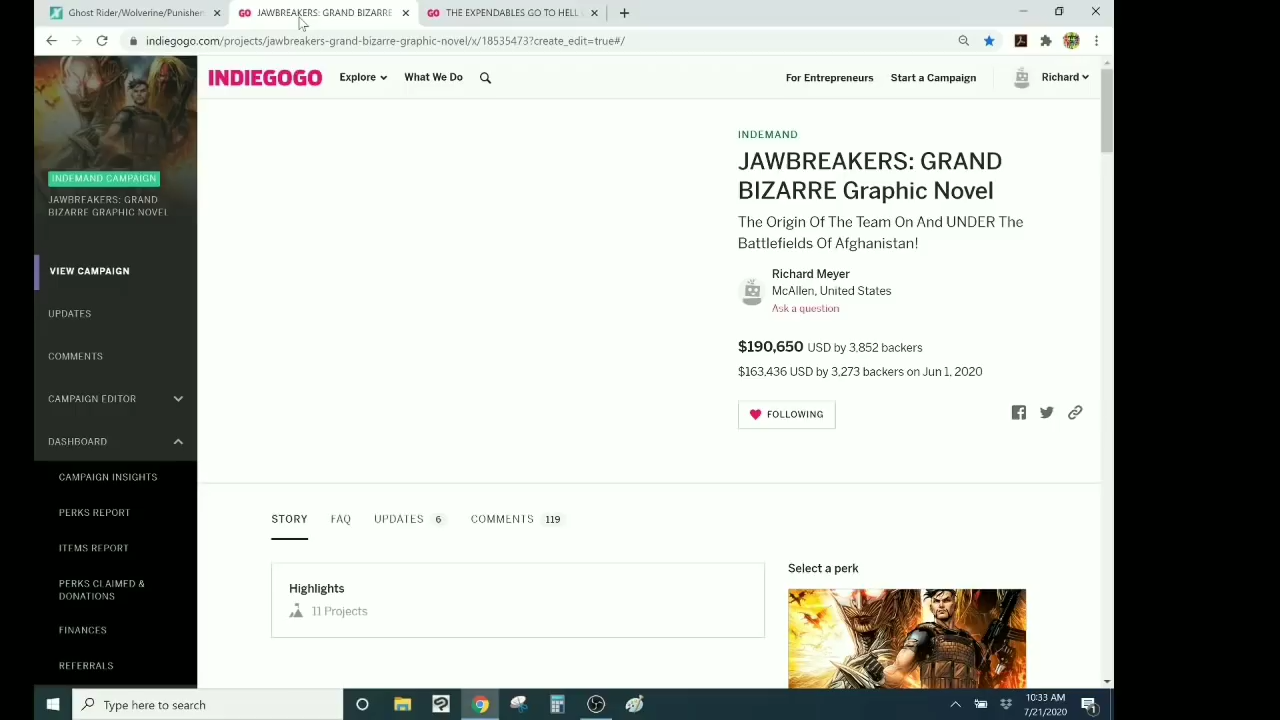 Ghost Rider/Wolverine/Punisher
JAWBREAKERS: GRAND BIZARRE
THE EXPENDABLES GO TO HELL
indiegogo.com/projects/jawbreakers-grand-bizarre-graphic-novel/x/18535473?create_edit=true#/
INDIEGOGO
Explore
What We Do
For Entrepreneurs
Start a Campaign
Richard
INDEMAND CAMPAIGN
JAWBREAKERS: GRAND
BIZARRE GRAPHIC NOVEL
VIEW CAMPAIGN
UPDATES
COMMENTS
CAMPAIGN EDITOR
DASHBOARD
CAMPAIGN INSIGHTS
PERKS REPORT
ITEMS REPORT
PERKS CLAIMED &
DONATIONS
FINANCES
REFERRALS
INDEMAND
JAWBREAKERS: GRAND
BIZARRE Graphic Novel
The Origin Of The Team On And UNDER The
Battlefields Of Afghanistan!
Richard Meyer
McAllen, United States
Ask a question
$190,650 USD by 3,852 backers
$163,436 USD by 3,273 backers on Jun 1, 2020
FOLLOWING
STORY
FAQ
UPDATES 6
COMMENTS 119
Highlights
11 Projects
Select a perk
Type here to search
10:33 AM
7/21/2020
1